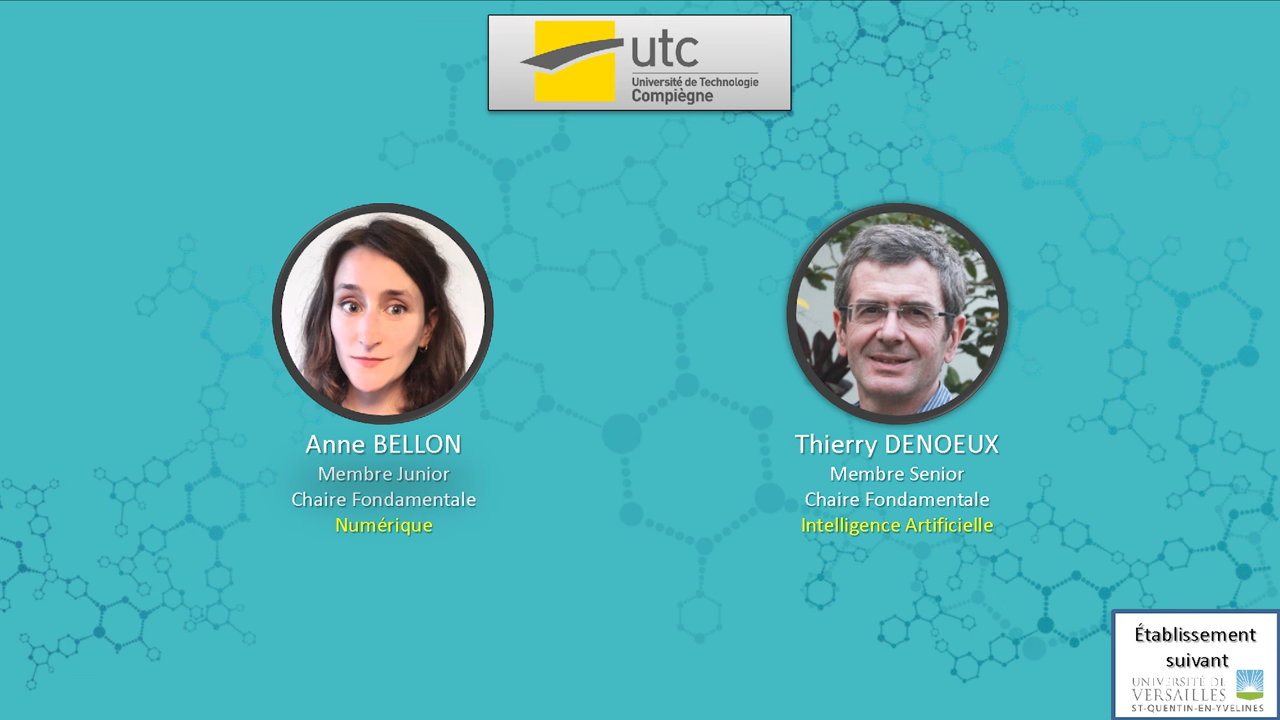 utc
Université de Technologie
Compiègne
Anne BELLON
Membre Junior
Chaire Fondamentale
Numérique
Thierry DENOEUX
Membre Senior
Chaire Fondamentale
Intelligence Artificielle
Établissement
suivant
UNIVERSITÉ DE
VERSAILLES
ST-QUENTIN-EN-YVELINES